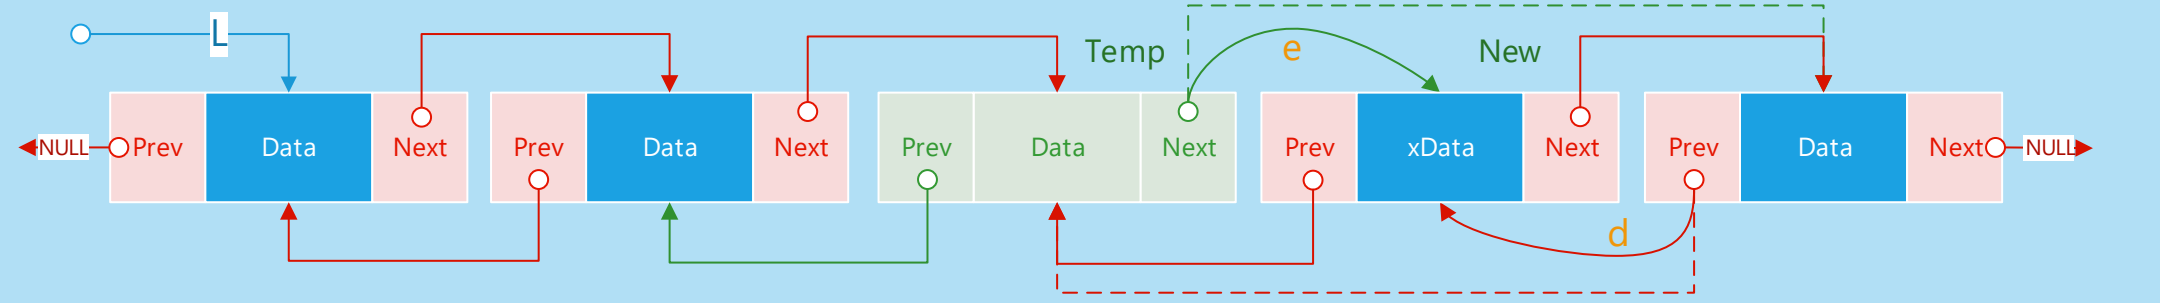 L
Temp e New
NULL Prev Data Next Prev Data Next Prev Data Next Prev xData Next Prev Data Next NULL
d